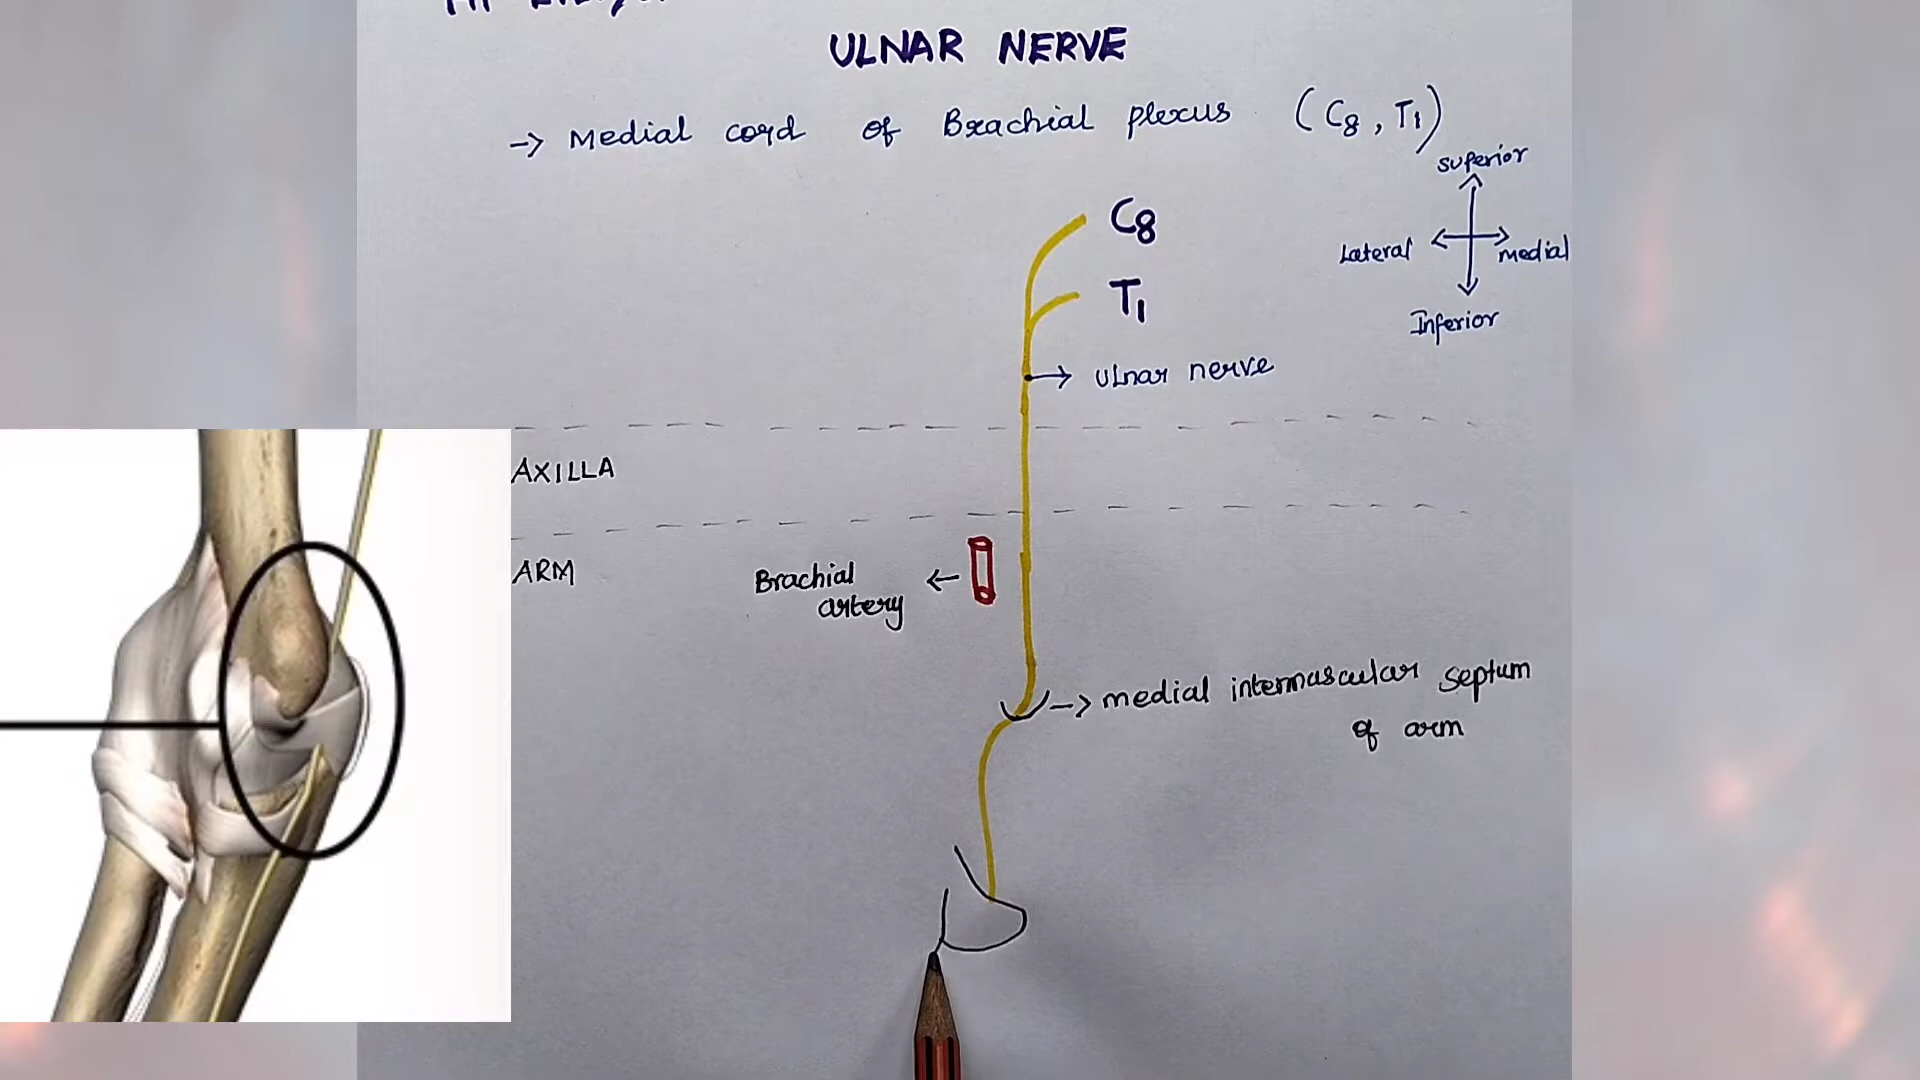 ULNAR NERVE
-> Medial cord of Brachial plexus (C8, T1)
superior
Lateral medial
Inferior
C8
T1
ulnar nerve
AXILLA
ARM
Brachial
artery
medial intermuscular septum
of arm